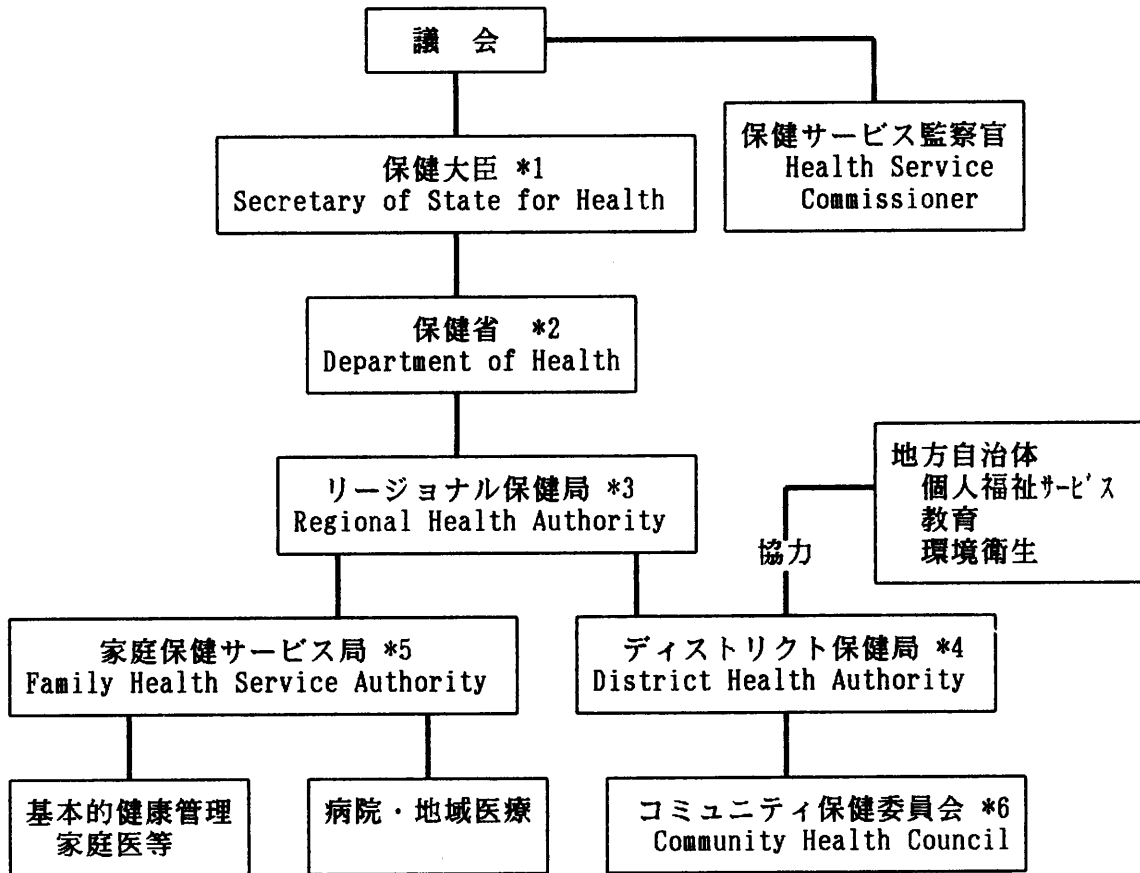 議 会
保健サービス監察官
Health Service
Commissioner
保健大臣 *1
Secretary of State for Health
保健省 *2
Department of Health
地方自治体
個人福祉ｻｰﾋﾞｽ
教育
環境衛生
リージョナル保健局 *3
Regional Health Authority
協力
家庭保健サービス局 *5
Family Health Service Authority
ディストリクト保健局 *4
District Health Authority
基本的健康管理
家庭医等
病院・地域医療
コミュニティ保健委員会 *6
Community Health Council